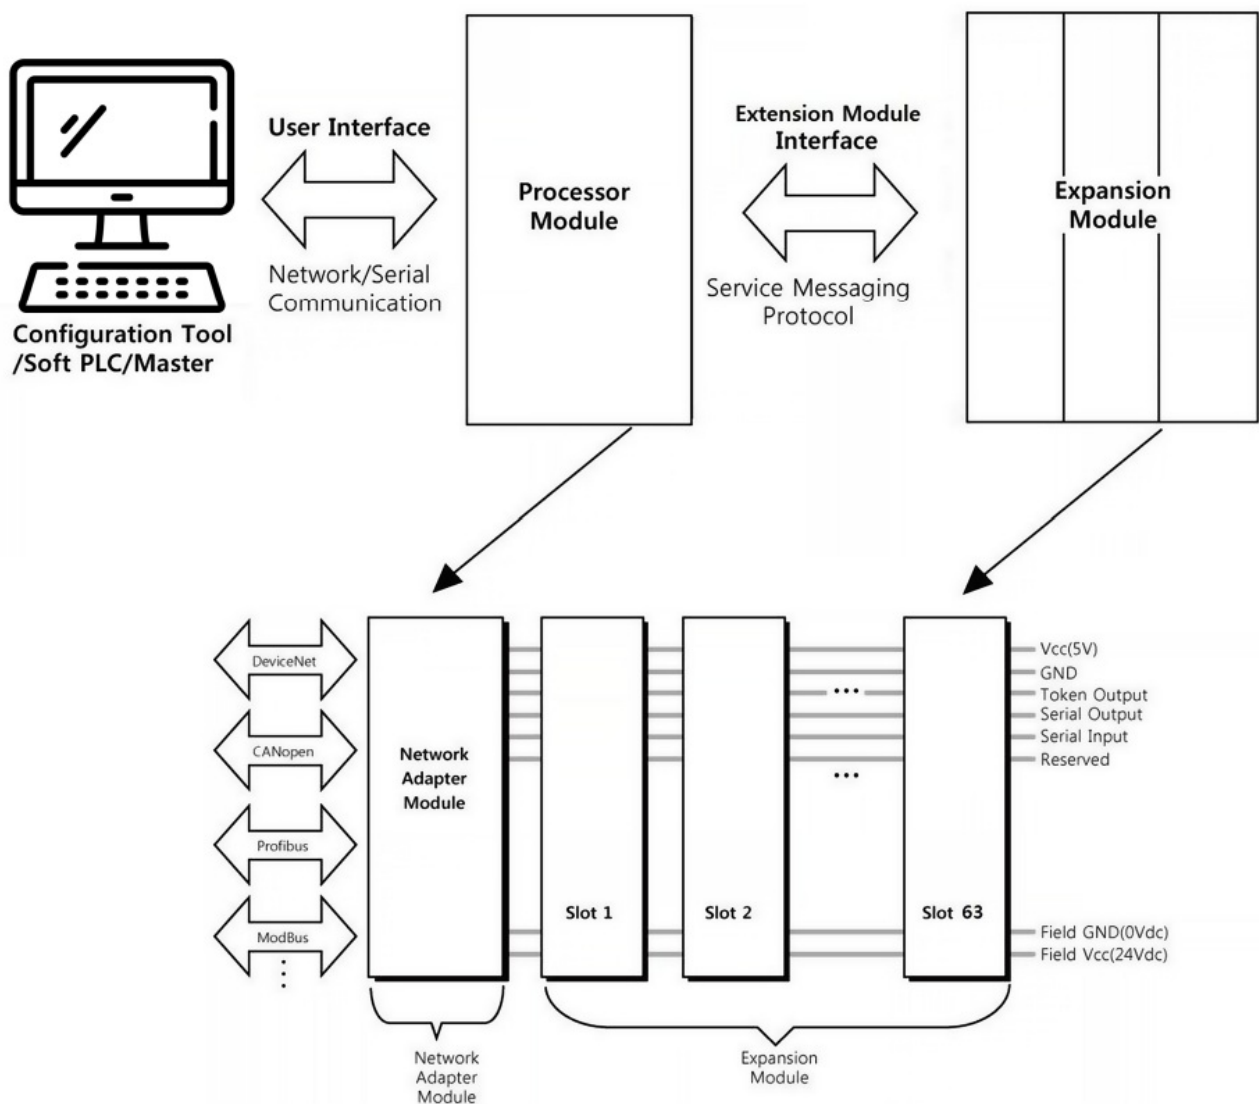 User Interface
Network/Serial
Communication
Configuration Tool
/Soft PLC/Master
Processor
Module
Extension Module
Interface
Service Messaging
Protocol
Expansion
Module
DeviceNet
CANopen
Profibus
ModBus
Network
Adapter
Module
Slot 1
Slot 2
...
...
Slot 63
Vcc(5V)
GND
Token Output
Serial Output
Serial Input
Reserved
Field GND(0Vdc)
Field Vcc(24Vdc)
Network
Adapter
Module
Expansion
Module